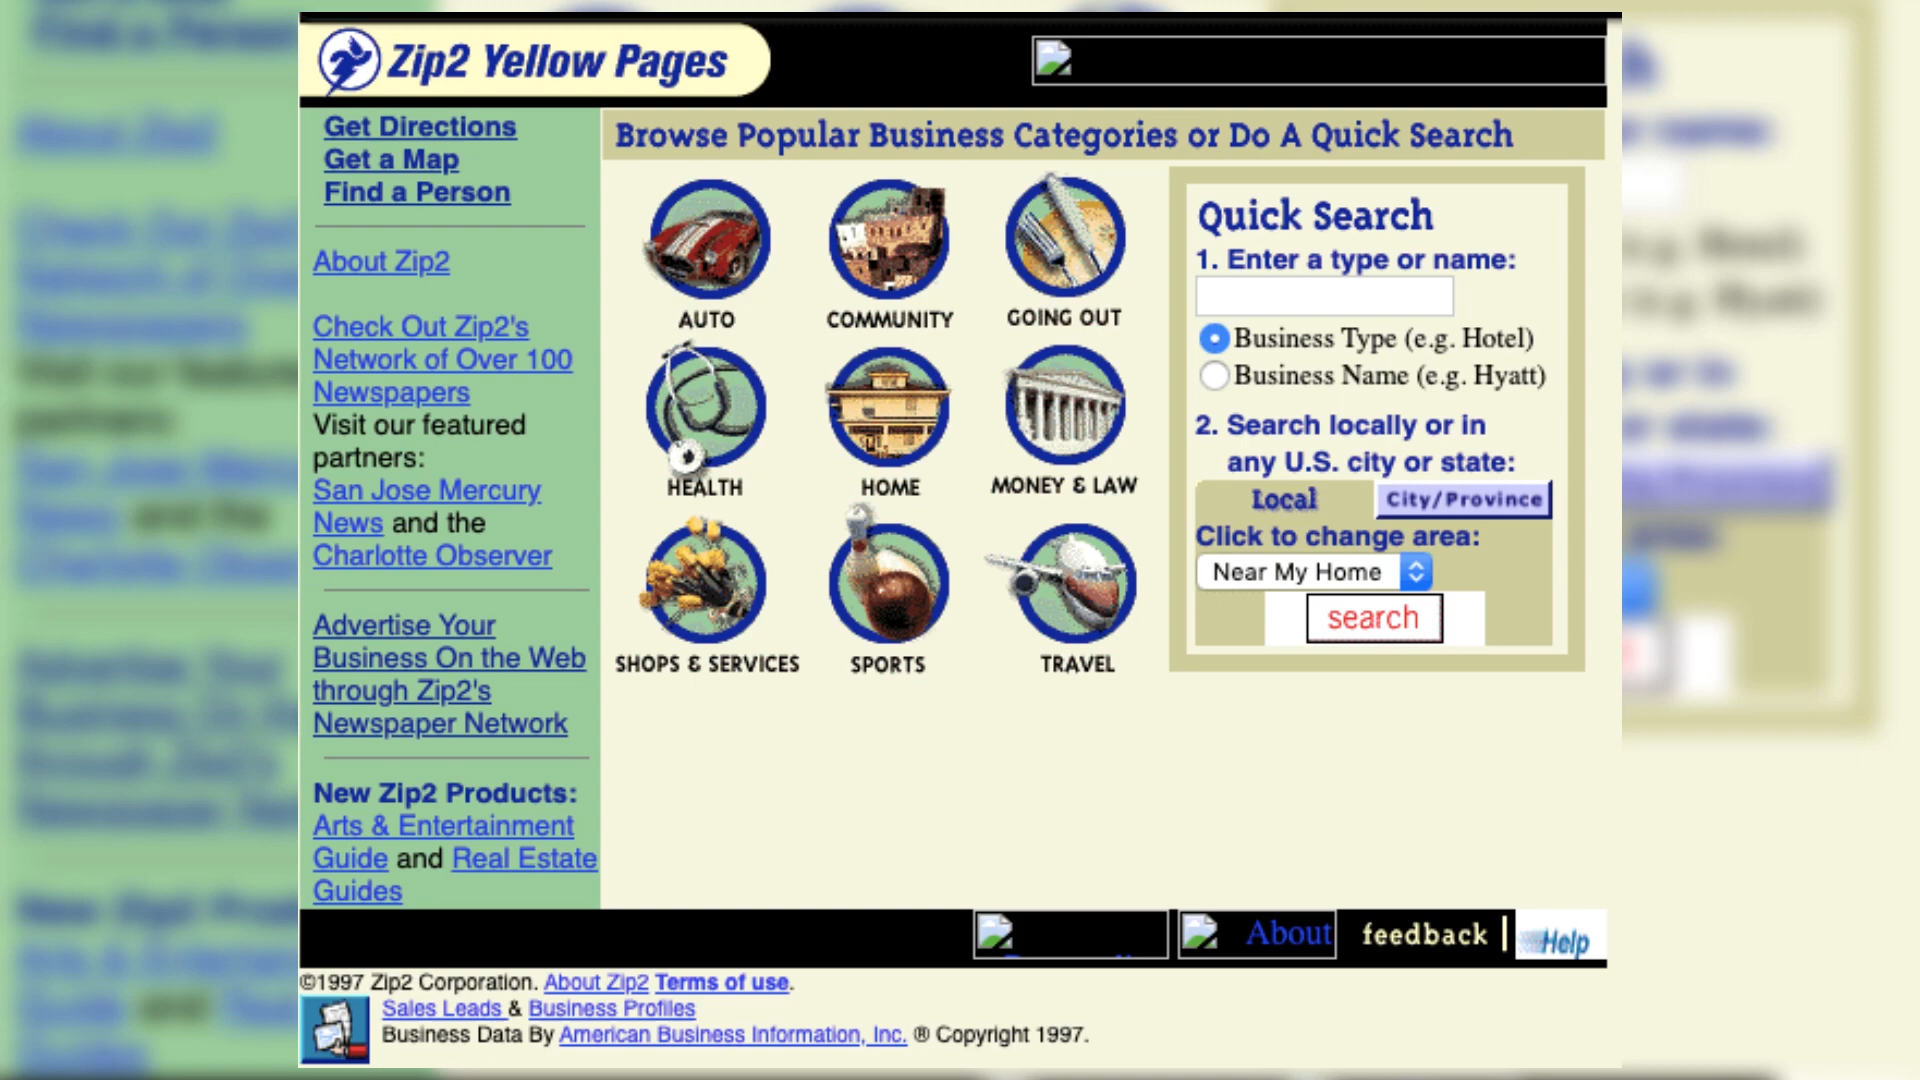 Zip2 Yellow Pages
Get Directions
Get a Map
Find a Person
About Zip2
Check Out Zip2's
Network of Over 100
Newspapers
Visit our featured
partners:
San Jose Mercury
News and the
Charlotte Observer
Advertise Your
Business On the Web
through Zip2's
Newspaper Network
New Zip2 Products:
Arts & Entertainment
Guide and Real Estate
Guides
Browse Popular Business Categories or Do A Quick Search
AUTO
COMMUNITY
GOING OUT
HEALTH
HOME
MONEY & LAW
SHOPS & SERVICES
SPORTS
TRAVEL
Quick Search
1. Enter a type or name:
Business Type (e.g. Hotel)
Business Name (e.g. Hyatt)
2. Search locally or in
any U.S. city or state:
Local City/Province
Click to change area:
Near My Home
search
About feedback | Help
©1997 Zip2 Corporation. About Zip2 Terms of use.
Sales Leads & Business Profiles
Business Data By American Business Information, Inc. ® Copyright 1997.